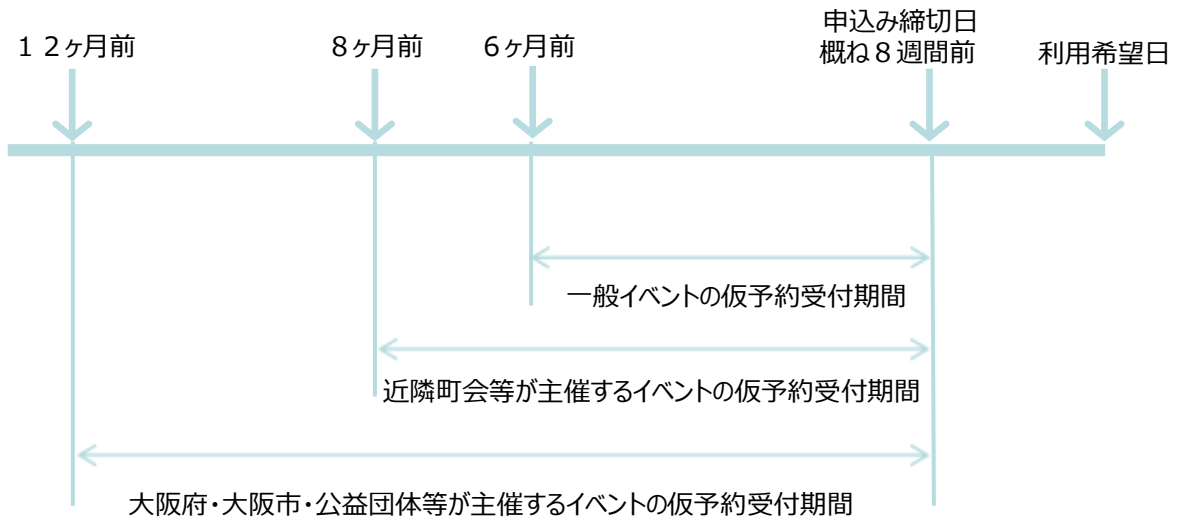 １２ヶ月前
８ヶ月前
６ヶ月前
申込み締切日
概ね８週間前
利用希望日
一般イベントの仮予約受付期間
近隣町会等が主催するイベントの仮予約受付期間
大阪府・大阪市・公益団体等が主催するイベントの仮予約受付期間